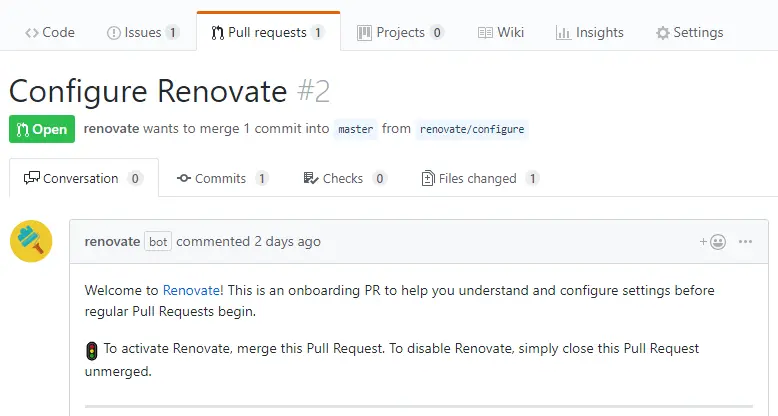 Code Issues 1 Pull requests 1 Projects 0 Wiki Insights Settings
Configure Renovate #2
Open renovate wants to merge 1 commit into master from renovate/configure
Conversation 0 Commits 1 Checks 0 Files changed 1
renovate bot commented 2 days ago
Welcome to Renovate! This is an onboarding PR to help you understand and configure settings before
regular Pull Requests begin.
To activate Renovate, merge this Pull Request. To disable Renovate, simply close this Pull Request
unmerged.